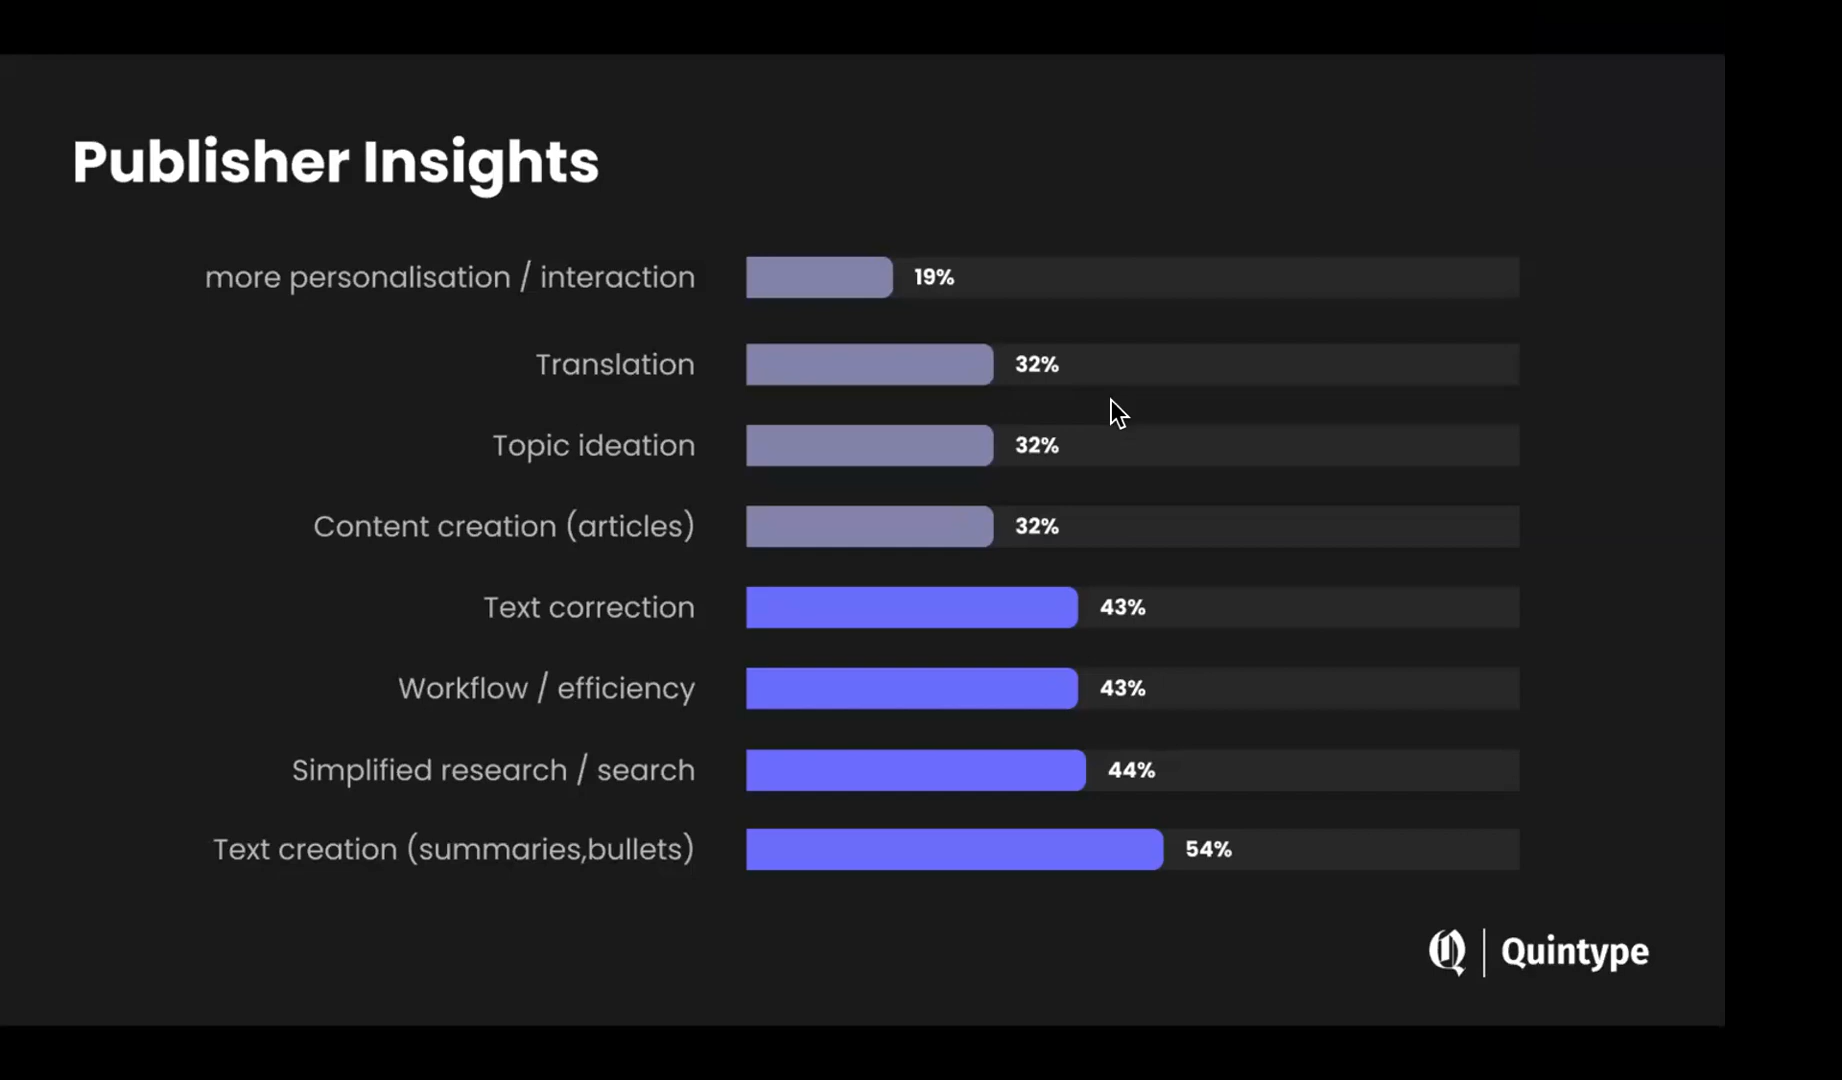 Publisher Insights
more personalisation / interaction 19%
Translation 32%
Topic ideation 32%
Content creation (articles) 32%
Text correction 43%
Workflow / efficiency 43%
Simplified research / search 44%
Text creation (summaries,bullets) 54%
Q | Quintype